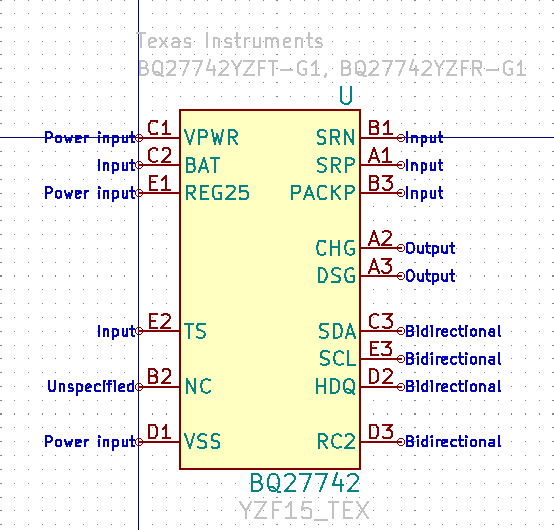 Texas Instruments
BQ27742YZFT-G1, BQ27742YZFR-G1
U
Power input C1 VPWR SRN B1 Input
Input C2 BAT SRP A1 Input
Power input E1 REG25 PACKP B3 Input
CHG A2 Output
DSG A3 Output
Input E2 TS SDA C3 Bidirectional
SCL E3 Bidirectional
Unspecified B2 NC HDQ D2 Bidirectional
Power input D1 VSS RC2 D3 Bidirectional
BQ27742
YZF15_TEX